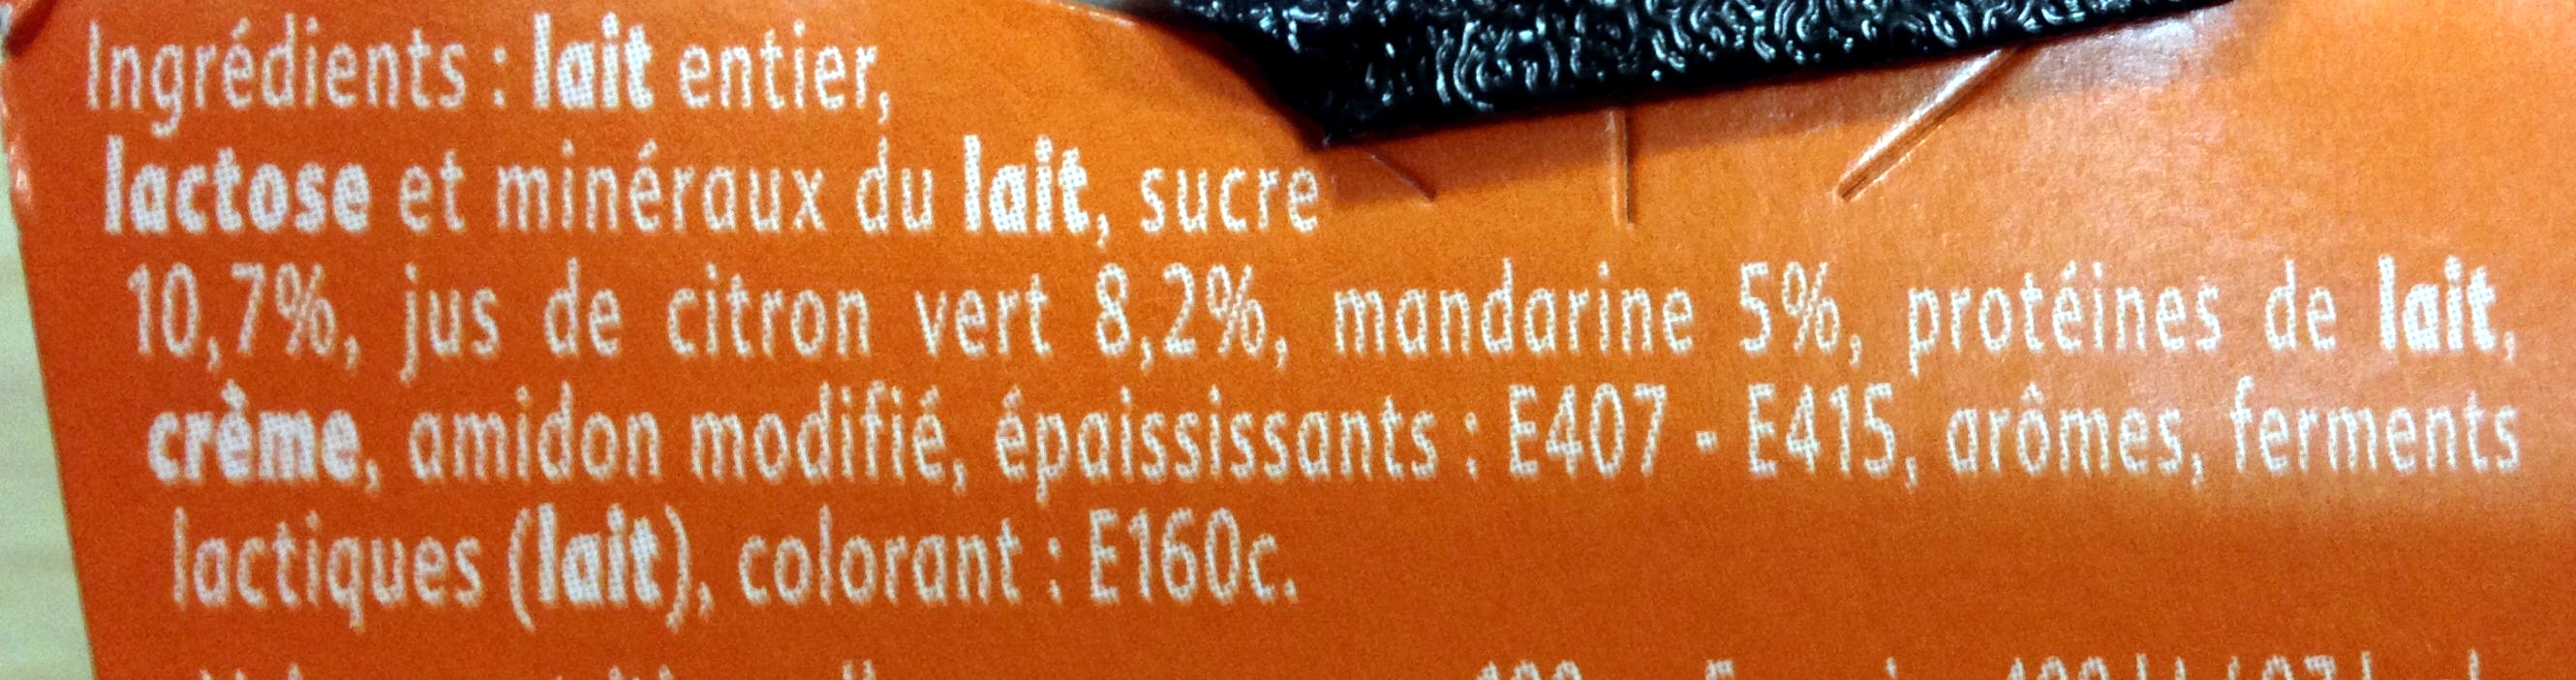 Ingrédients : lait entier,
lactose et minéraux du lait, sucre
10,7%, jus de citron vert 8,2%, mandarine 5%, protéines de lait,
crème, amidon modifié, épaississants : E407 - E415, arômes, ferments
lactiques (lait), colorant : E160c.